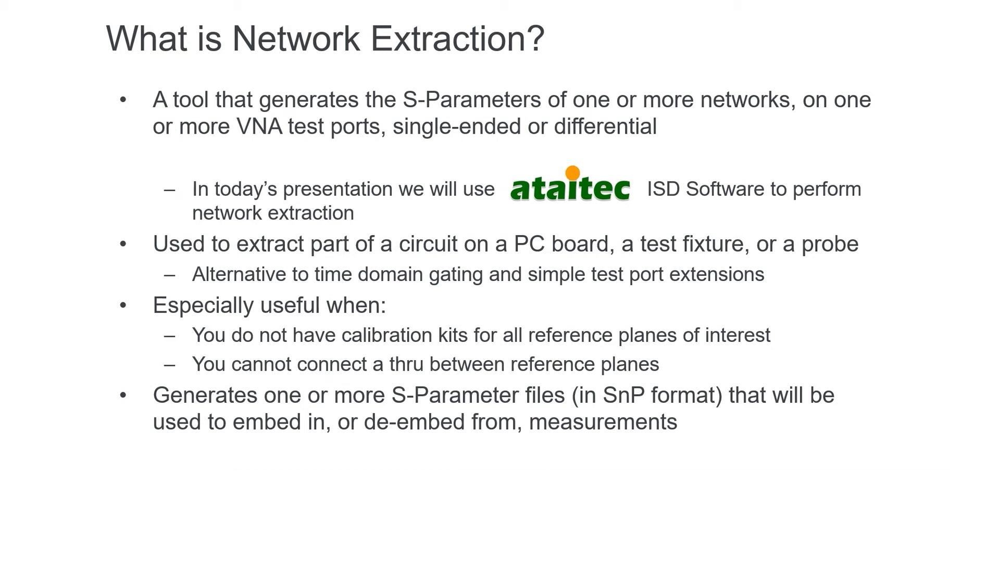 What is Network Extraction?
• A tool that generates the S-Parameters of one or more networks, on one
or more VNA test ports, single-ended or differential
– In today’s presentation we will use ataitec ISD Software to perform
network extraction
• Used to extract part of a circuit on a PC board, a test fixture, or a probe
– Alternative to time domain gating and simple test port extensions
• Especially useful when:
– You do not have calibration kits for all reference planes of interest
– You cannot connect a thru between reference planes
• Generates one or more S-Parameter files (in SnP format) that will be
used to embed in, or de-embed from, measurements